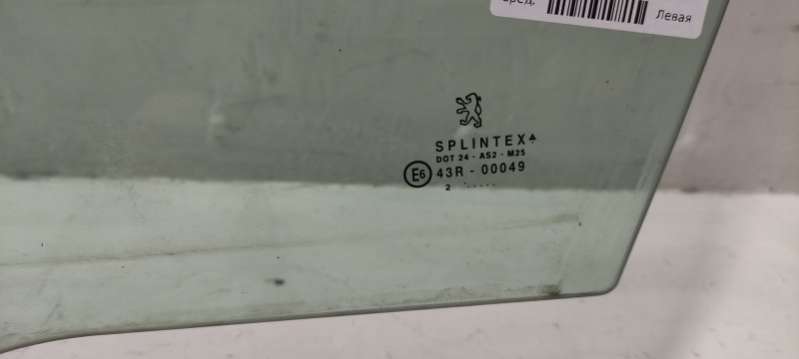 Левая
SPLINTEX
DOT 24 - AS2 - M25
E6 43R - 00049
2 ·.....